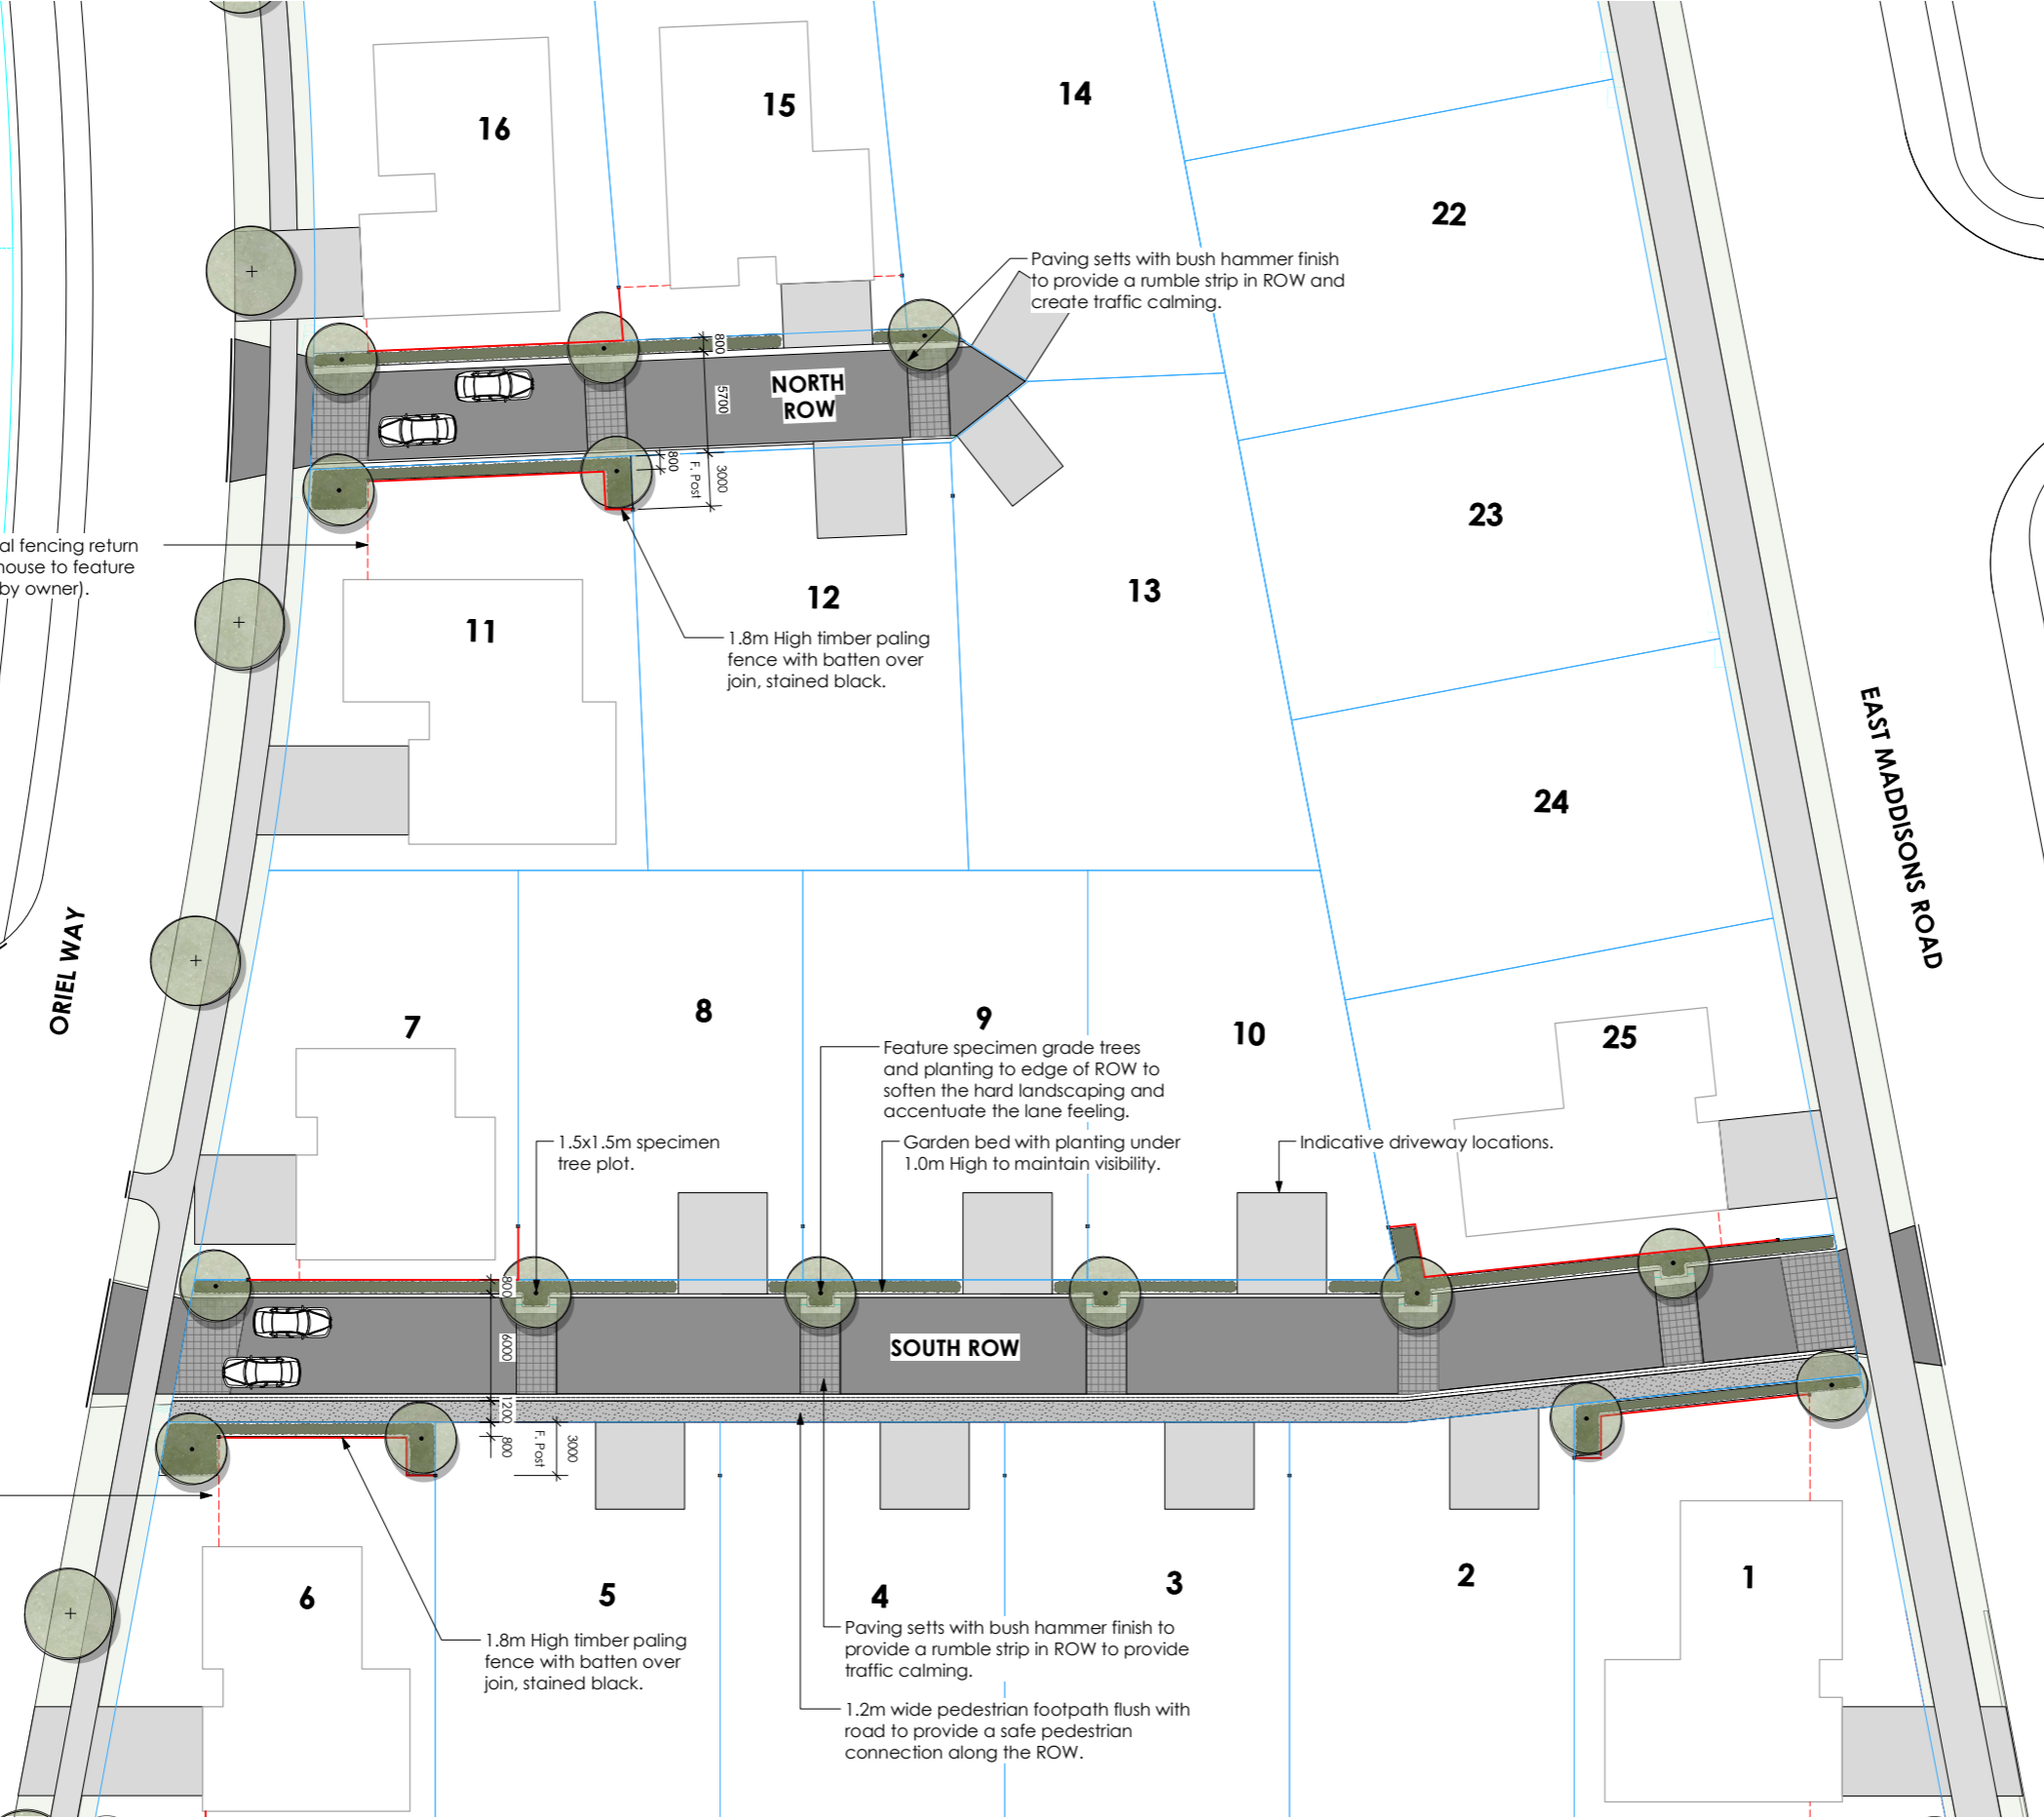 16
15
14
22
Paving setts with bush hammer finish
to provide a rumble strip in ROW and
create traffic calming.
800
5700
NORTH
ROW
800
F. Post
3000
23
al fencing return
house to feature
by owner).
11
12
13
1.8m High timber paling
fence with batten over
join, stained black.
24
EAST MADDISONS ROAD
ORIEL WAY
7
8
9
10
25
Feature specimen grade trees
and planting to edge of ROW to
soften the hard landscaping and
accentuate the lane feeling.
1.5x1.5m specimen
tree plot.
Garden bed with planting under
1.0m High to maintain visibility.
Indicative driveway locations.
800
6000
SOUTH ROW
1200
800
F. Post
3000
6
5
4
3
2
1
1.8m High timber paling
fence with batten over
join, stained black.
Paving setts with bush hammer finish to
provide a rumble strip in ROW to provide
traffic calming.
1.2m wide pedestrian footpath flush with
road to provide a safe pedestrian
connection along the ROW.